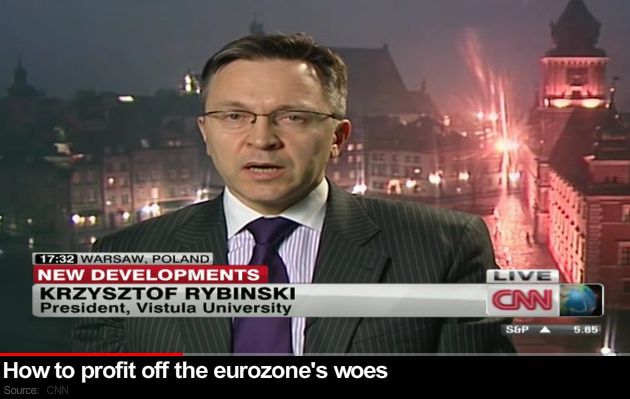 17:32 WARSAW, POLAND
NEW DEVELOPMENTS
LIVE
KRZYSZTOF RYBINSKI
President, Vistula University
CNN
S&P ▲ 5.85
How to profit off the eurozone's woes
Source: CNN